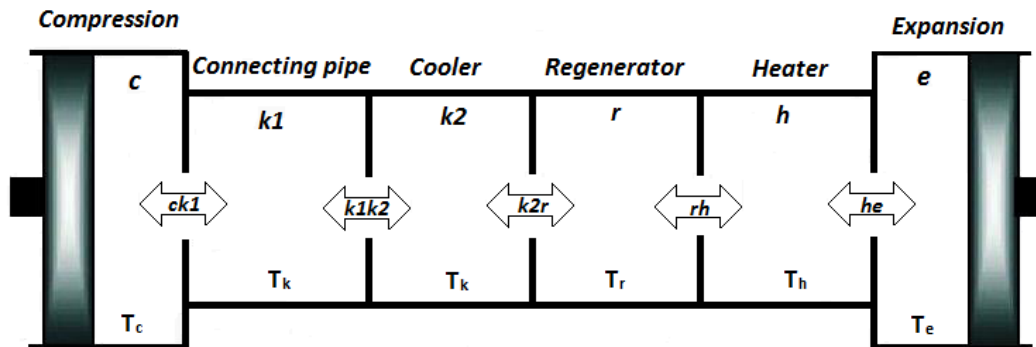 Compression Expansion
Connecting pipe Cooler Regenerator Heater
c k1 k2 r h e
ck1 k1k2 k2r rh he
Tc Tk Tk Tr Th Te